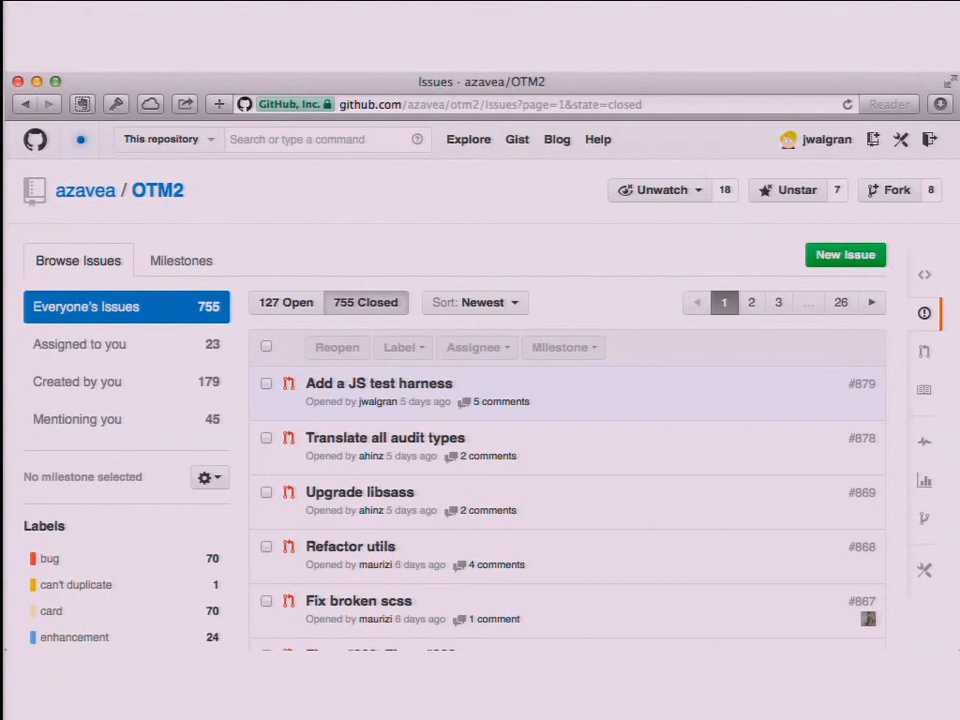 Issues · azavea/OTM2
GitHub, Inc. github.com/azavea/otm2/issues?page=1&state=closed Reader
This repository Search or type a command Explore Gist Blog Help jwalgran
azavea / OTM2 Unwatch 18 Unstar 7 Fork 8
Browse Issues Milestones New Issue
Everyone's Issues 755 127 Open 755 Closed Sort: Newest 1 2 3 ... 26
Assigned to you 23 Reopen Label Assignee Milestone
Created by you 179 Add a JS test harness #879
Opened by jwalgran 5 days ago 5 comments
Mentioning you 45 Translate all audit types #878
Opened by ahinz 5 days ago 2 comments
No milestone selected
Upgrade libsass #869
Opened by ahinz 5 days ago 2 comments
Labels
bug 70 Refactor utils #868
Opened by maurizi 6 days ago 4 comments
can't duplicate 1
card 70 Fix broken scss #867
Opened by maurizi 6 days ago 1 comment
enhancement 24